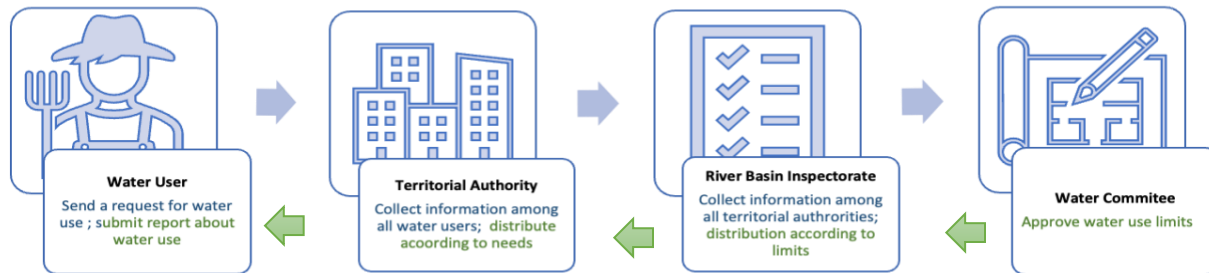 Water User
Send a request for water
use ; submit report about
water use
Territorial Authority
Collect information among
all water users; distribute
acoording to needs
River Basin Inspectorate
Collect information among
all territorial authrorities;
distribution according to
limits
Water Commitee
Approve water use limits